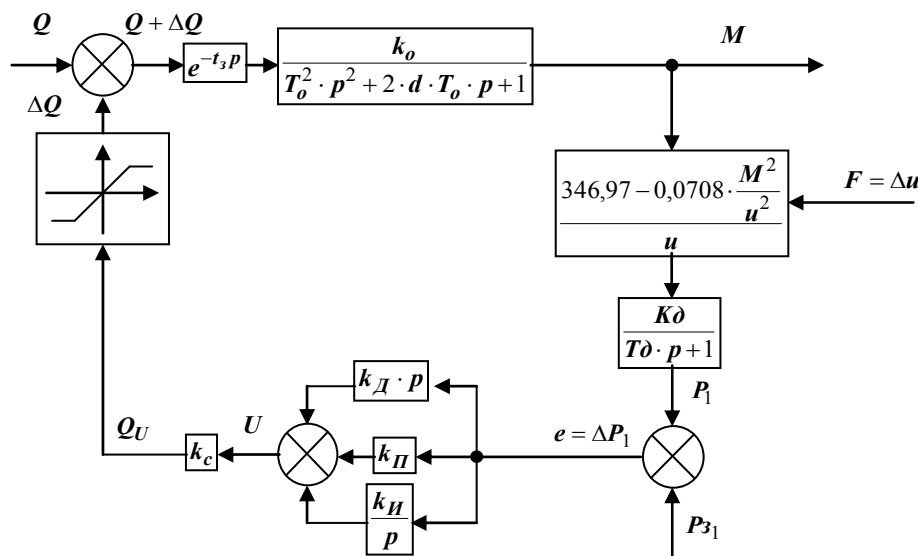 Q
Q + ΔQ
e^{-t_з p}
k_o
T_o^2 · p^2 + 2 · d · T_o · p + 1
M
ΔQ
346,97 − 0,0708 · M^2 / u^2
u
F = Δu
Kд
Tд · p + 1
P_1
k_Д · p
Q_U
U
k_c
k_П
e = ΔP_1
k_И
p
Pз_1